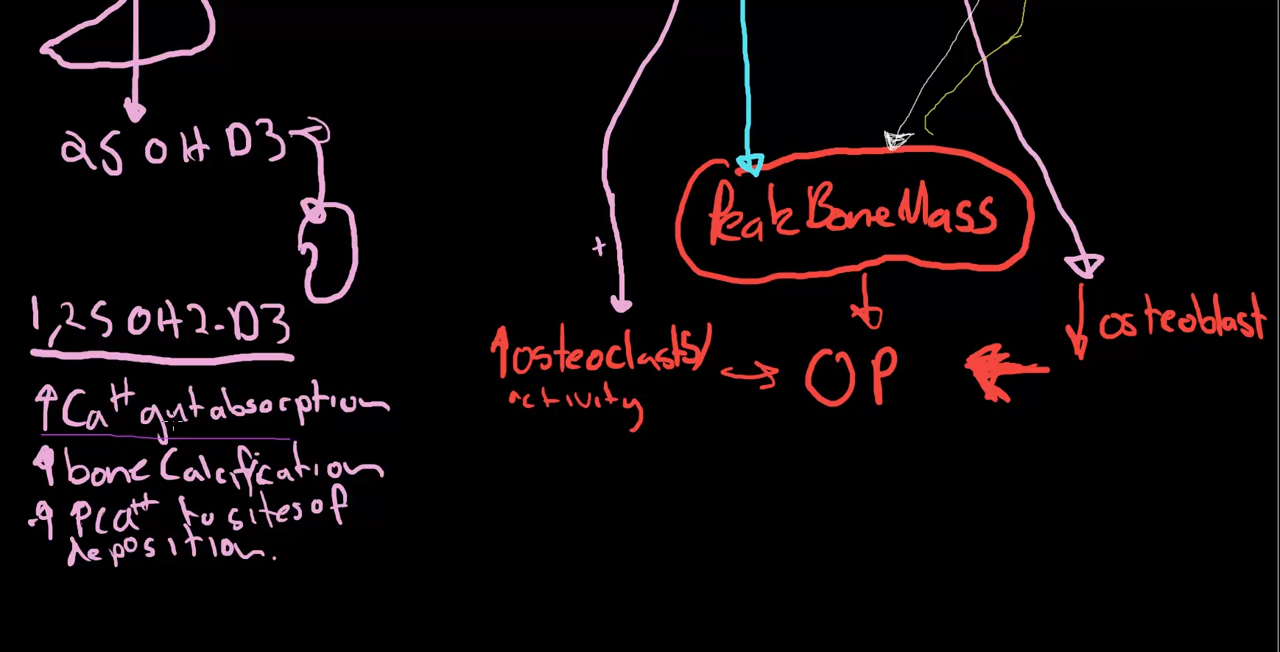 25 OH D3
1,25 OH2-D3
↑ Ca++ gut absorption
↑ bone Calcification
↑ PCa++ to sites of
deposition.
Peak Bone Mass
+
↑ osteoclast(s)/
activity
→ OP
↓ osteoblast